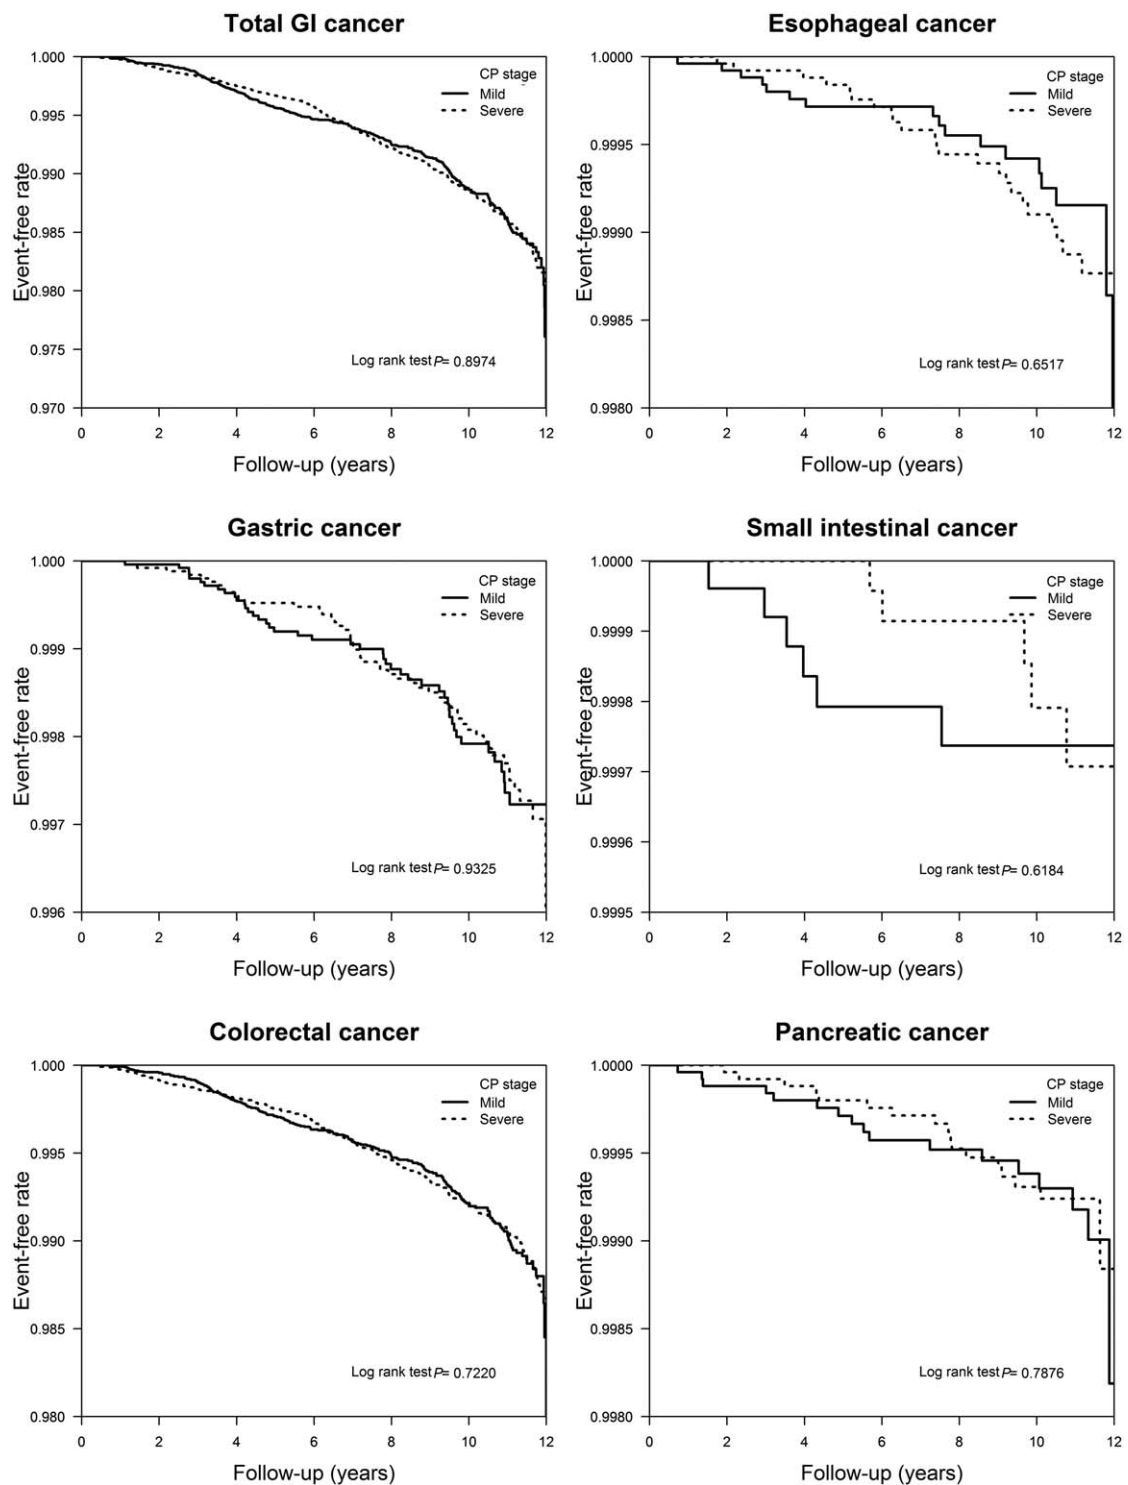 Total GI cancer
1.000
0.995
0.990
0.985
0.980
0.975
0.970
Event-free rate
CP stage
Mild
Severe
Log rank test P= 0.8974
0 2 4 6 8 10 12
Follow-up (years)
Esophageal cancer
1.0000
0.9995
0.9990
0.9985
0.9980
Event-free rate
CP stage
Mild
Severe
Log rank test P= 0.6517
0 2 4 6 8 10 12
Follow-up (years)
Gastric cancer
1.000
0.999
0.998
0.997
0.996
Event-free rate
CP stage
Mild
Severe
Log rank test P= 0.9325
0 2 4 6 8 10 12
Follow-up (years)
Small intestinal cancer
1.0000
0.9999
0.9998
0.9997
0.9996
0.9995
Event-free rate
CP stage
Mild
Severe
Log rank test P= 0.6184
0 2 4 6 8 10 12
Follow-up (years)
Colorectal cancer
1.000
0.995
0.990
0.985
0.980
Event-free rate
CP stage
Mild
Severe
Log rank test P= 0.7220
0 2 4 6 8 10 12
Follow-up (years)
Pancreatic cancer
1.0000
0.9995
0.9990
0.9985
0.9980
Event-free rate
CP stage
Mild
Severe
Log rank test P= 0.7876
0 2 4 6 8 10 12
Follow-up (years)